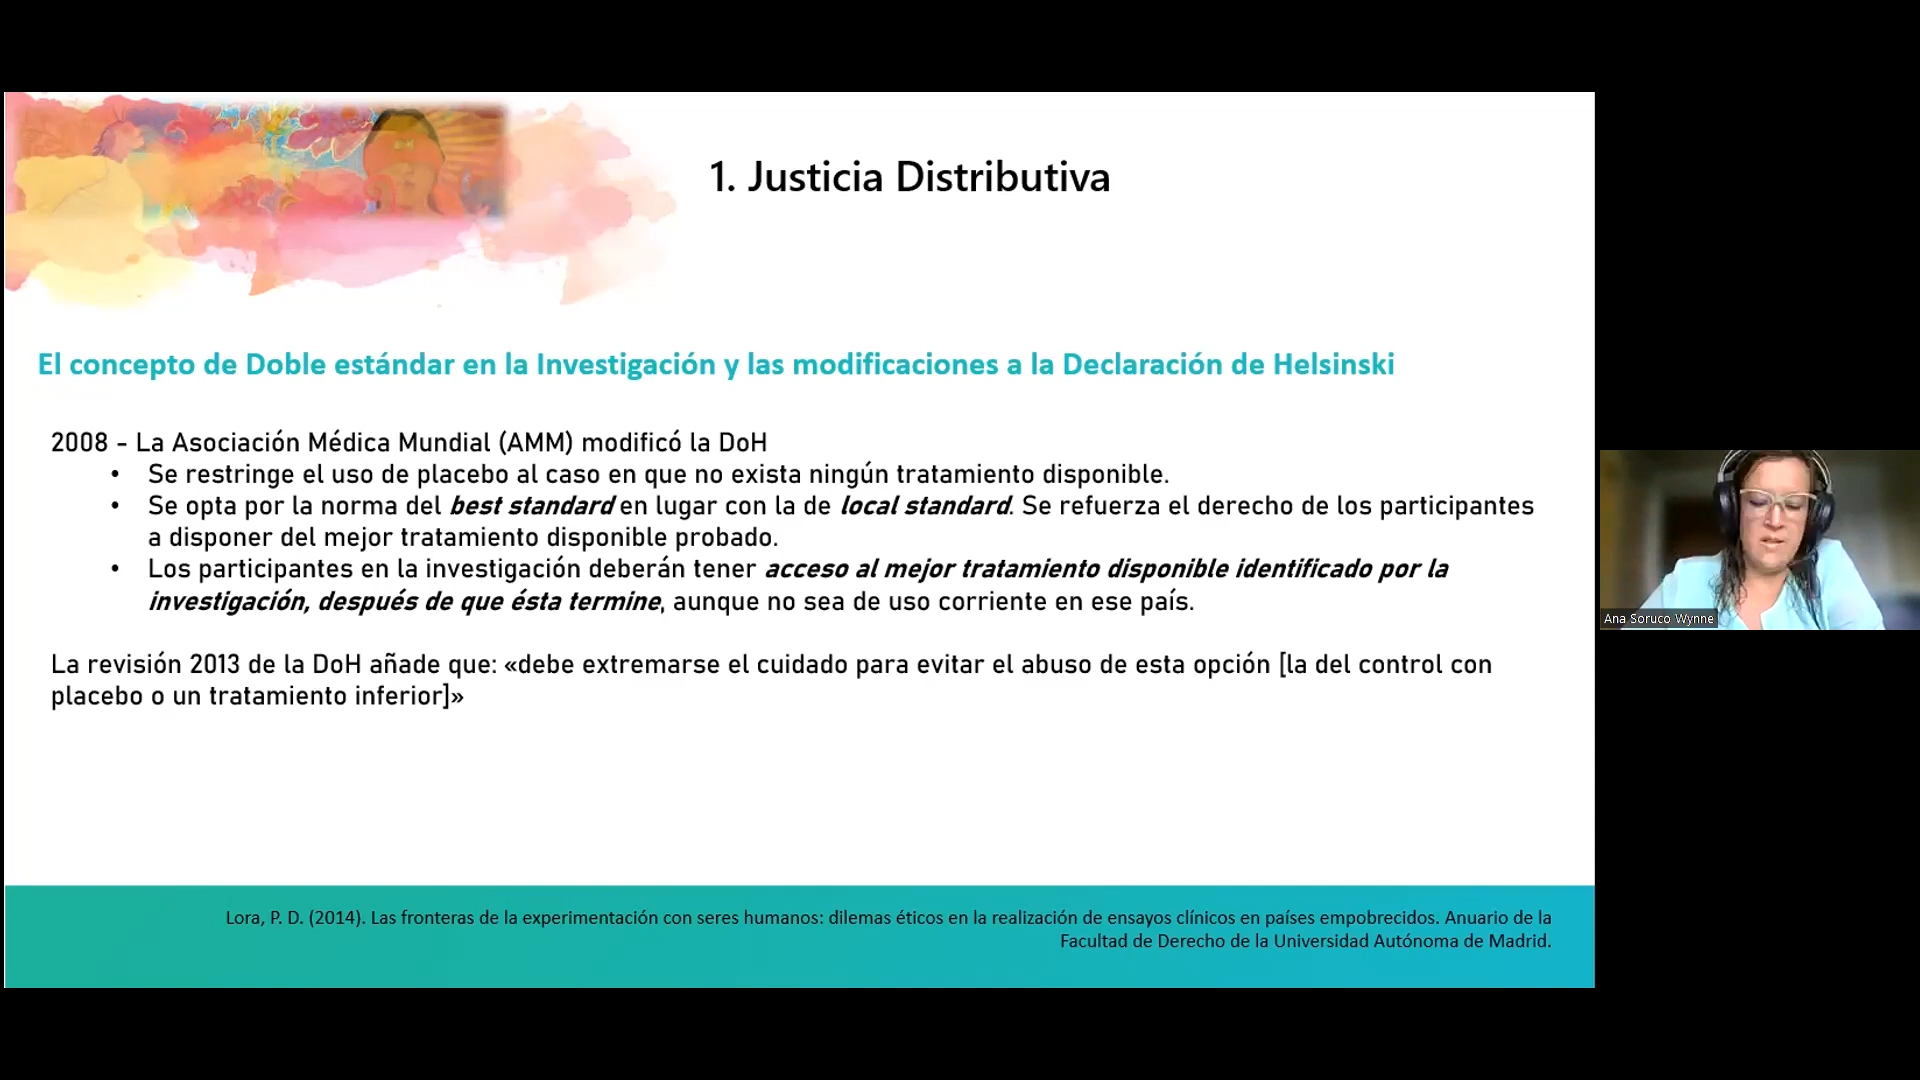 1. Justicia Distributiva
El concepto de Doble estándar en la Investigación y las modificaciones a la Declaración de Helsinski
2008 - La Asociación Médica Mundial (AMM) modificó la DoH
• Se restringe el uso de placebo al caso en que no exista ningún tratamiento disponible.
• Se opta por la norma del best standard en lugar con la de local standard. Se refuerza el derecho de los participantes
a disponer del mejor tratamiento disponible probado.
• Los participantes en la investigación deberán tener acceso al mejor tratamiento disponible identificado por la
investigación, después de que ésta termine, aunque no sea de uso corriente en ese país.
La revisión 2013 de la DoH añade que: «debe extremarse el cuidado para evitar el abuso de esta opción [la del control con
placebo o un tratamiento inferior]»
Lora, P. D. (2014). Las fronteras de la experimentación con seres humanos: dilemas éticos en la realización de ensayos clínicos en países empobrecidos. Anuario de la
Facultad de Derecho de la Universidad Autónoma de Madrid.
Ana Soruco Wynne